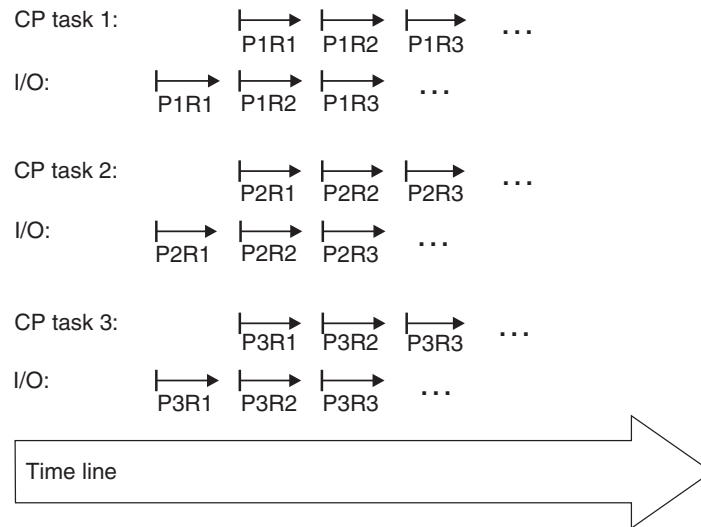 CP task 1:
P1R1 P1R2 P1R3 ...
I/O:
P1R1 P1R2 P1R3 ...
CP task 2:
P2R1 P2R2 P2R3 ...
I/O:
P2R1 P2R2 P2R3 ...
CP task 3:
P3R1 P3R2 P3R3 ...
I/O:
P3R1 P3R2 P3R3 ...
Time line